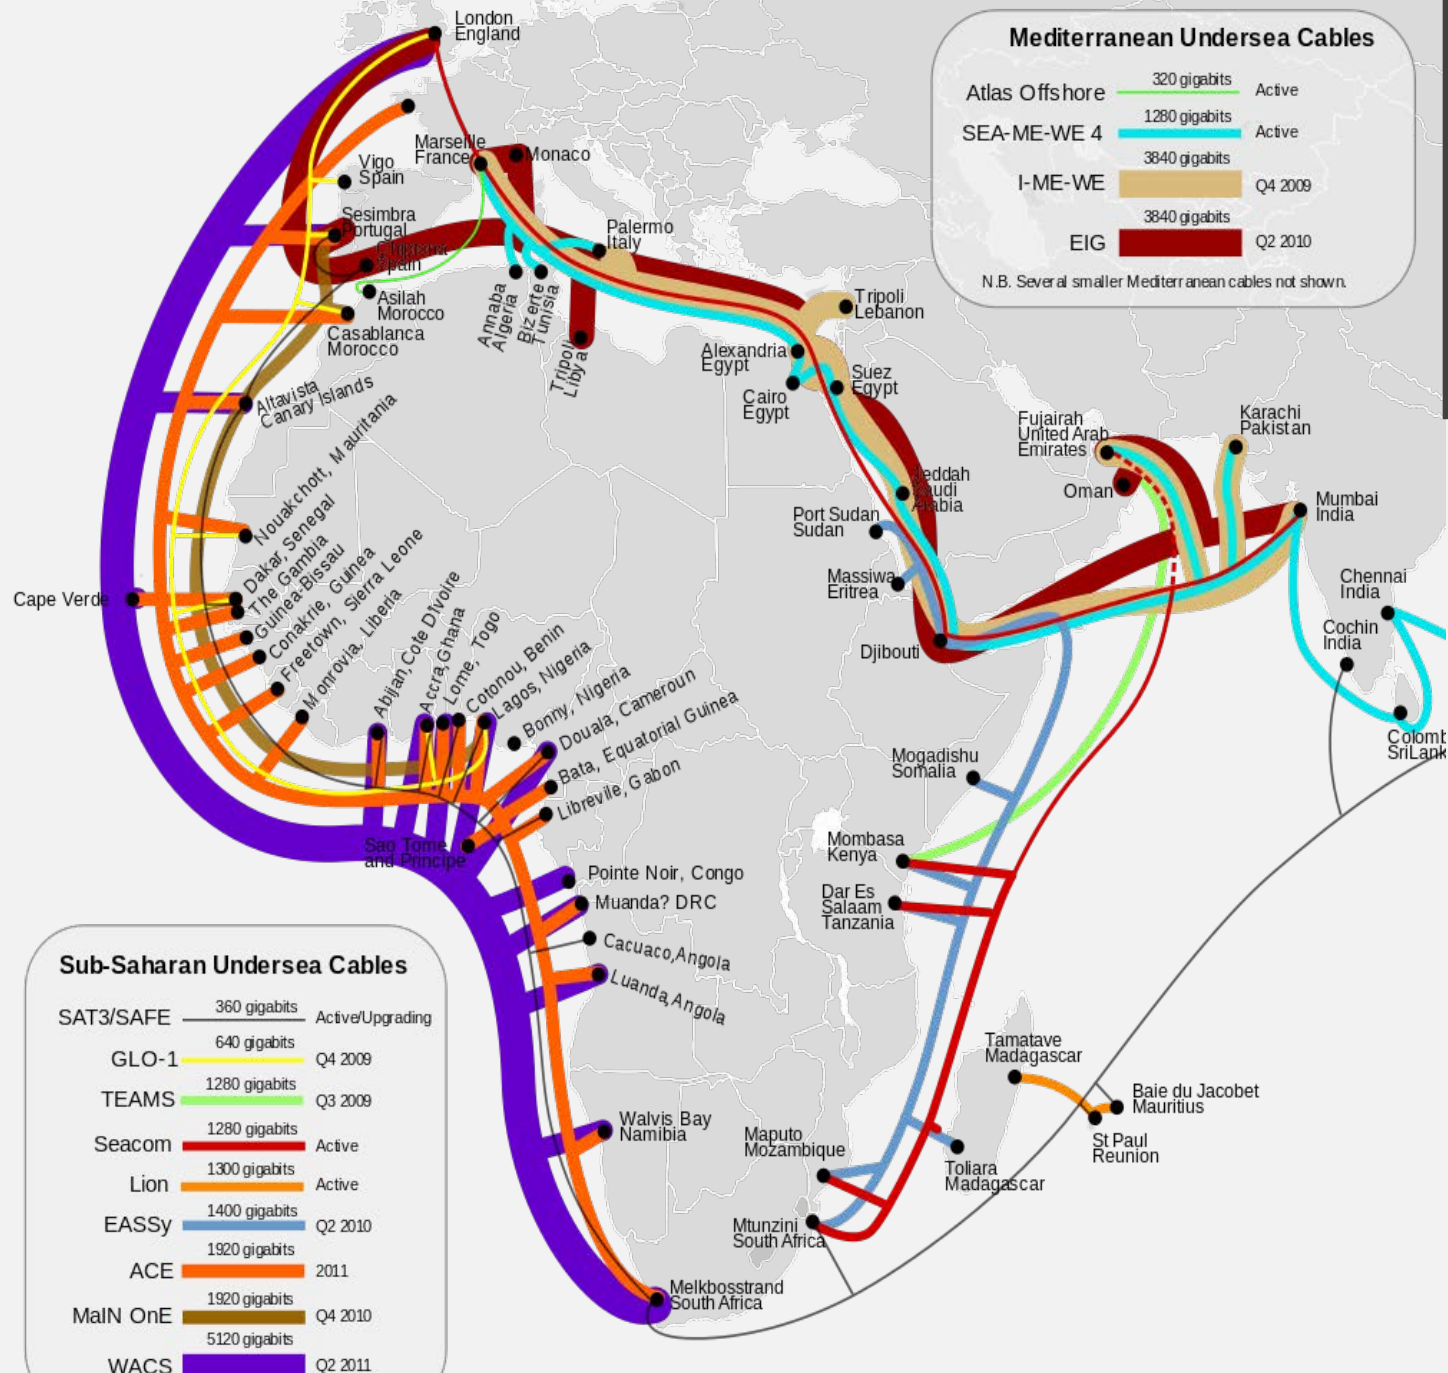 London
England
Marseille
France
Monaco
Vigo
Spain
Sesimbra
Portugal
Spain
Asilah
Morocco
Casablanca
Morocco
Palermo
Italy
Annaba
Algeria
Bizerte
Tunisia
Tripoli
Libya
Tripoli
Lebanon
Alexandria
Egypt
Cairo
Egypt
Suez
Egypt
Altavista
Canary Islands
Nouakchott, Mauritania
Dakar, Senegal
The Gambia
Guinea-Bissau
Conakrie, Guinea
Freetown, Sierra Leone
Monrovia, Liberia
Cape Verde
Abijan,Cote D'Ivoire
Accra,Ghana
Lome, Togo
Cotonou, Benin
Lagos, Nigeria
Bonny, Nigeria
Douala, Cameroun
Bata, Equatorial Guinea
Librevile, Gabon
Sao Tome
and Principe
Pointe Noir, Congo
Muanda? DRC
Cacuaco,Angola
Luanda,Angola
Walvis Bay
Namibia
Melkbosstrand
South Africa
Jeddah
Saudi
Arabia
Port Sudan
Sudan
Massiwa
Eritrea
Djibouti
Fujairah
United Arab
Emirates
Oman
Karachi
Pakistan
Mumbai
India
Chennai
India
Cochin
India
Colomb
SriLank
Mogadishu
Somalia
Mombasa
Kenya
Dar Es
Salaam
Tanzania
Tamatave
Madagascar
Baie du Jacobet
Mauritius
St Paul
Reunion
Toliara
Madagascar
Maputo
Mozambique
Mtunzini
South Africa
Mediterranean Undersea Cables
Atlas Offshore 320 gigabits Active
SEA-ME-WE 4 1280 gigabits Active
I-ME-WE 3840 gigabits Q4 2009
EIG 3840 gigabits Q2 2010
N.B. Several smaller Mediterranean cables not shown.
Sub-Saharan Undersea Cables
SAT3/SAFE 360 gigabits Active/Upgrading
GLO-1 640 gigabits Q4 2009
TEAMS 1280 gigabits Q3 2009
Seacom 1280 gigabits Active
Lion 1300 gigabits Active
EASSy 1400 gigabits Q2 2010
ACE 1920 gigabits 2011
MaIN OnE 1920 gigabits Q4 2010
WACS 5120 gigabits Q2 2011